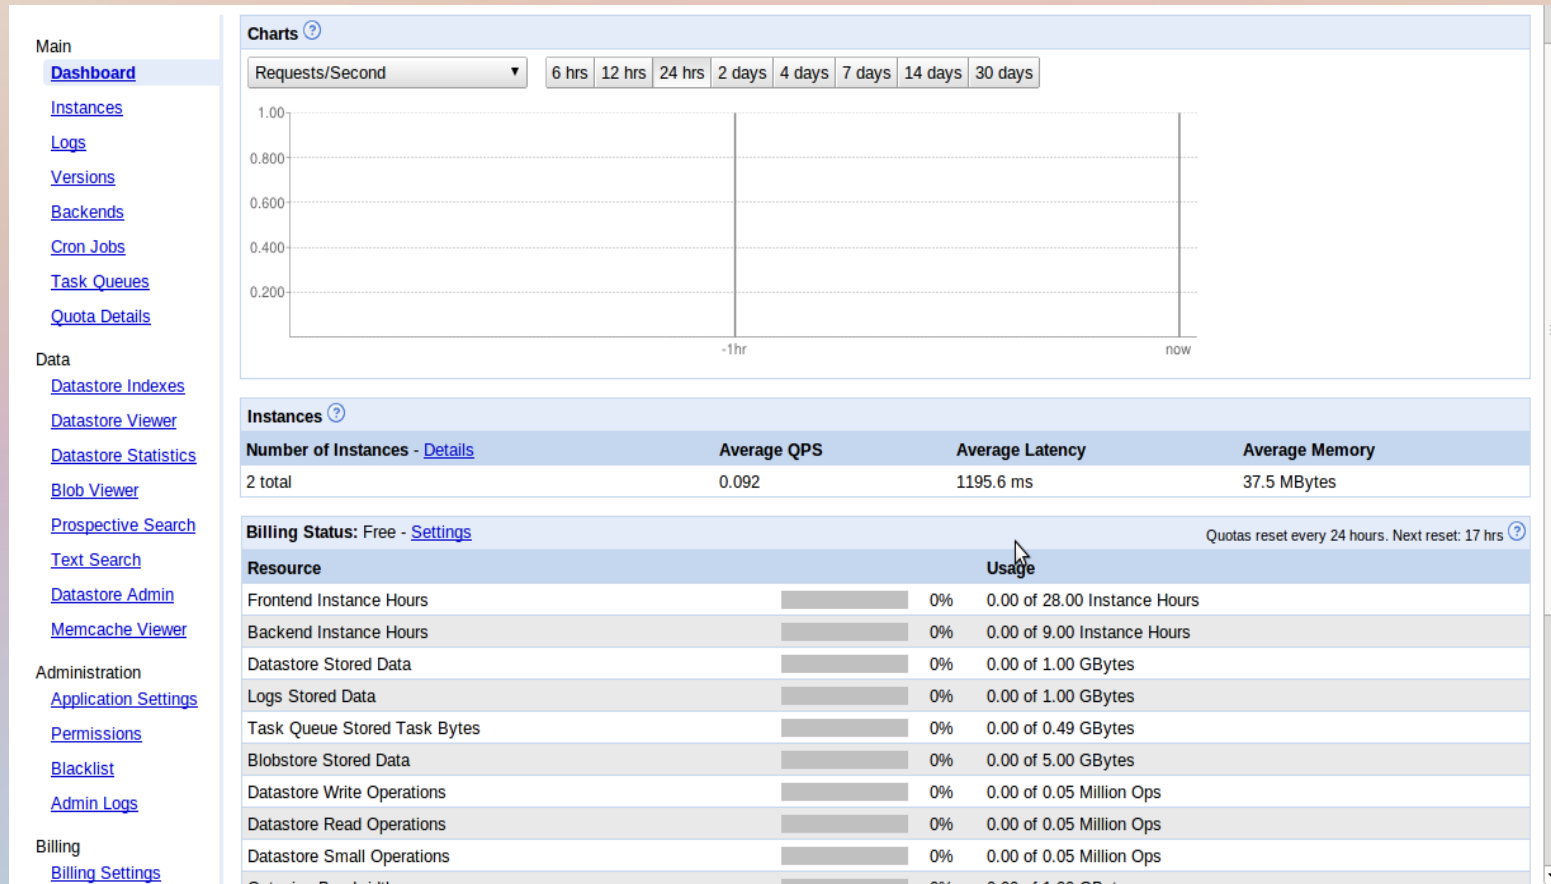 Main
Dashboard
Instances
Logs
Versions
Backends
Cron Jobs
Task Queues
Quota Details
Data
Datastore Indexes
Datastore Viewer
Datastore Statistics
Blob Viewer
Prospective Search
Text Search
Datastore Admin
Memcache Viewer
Administration
Application Settings
Permissions
Blacklist
Admin Logs
Billing
Billing Settings
Charts ?
Requests/Second 6 hrs 12 hrs 24 hrs 2 days 4 days 7 days 14 days 30 days
1.00
0.800
0.600
0.400
0.200
-1hr now
Instances ?
Number of Instances - Details Average QPS Average Latency Average Memory
2 total 0.092 1195.6 ms 37.5 MBytes
Billing Status: Free - Settings Quotas reset every 24 hours. Next reset: 17 hrs ?
Resource Usage
Frontend Instance Hours 0% 0.00 of 28.00 Instance Hours
Backend Instance Hours 0% 0.00 of 9.00 Instance Hours
Datastore Stored Data 0% 0.00 of 1.00 GBytes
Logs Stored Data 0% 0.00 of 1.00 GBytes
Task Queue Stored Task Bytes 0% 0.00 of 0.49 GBytes
Blobstore Stored Data 0% 0.00 of 5.00 GBytes
Datastore Write Operations 0% 0.00 of 0.05 Million Ops
Datastore Read Operations 0% 0.00 of 0.05 Million Ops
Datastore Small Operations 0% 0.00 of 0.05 Million Ops